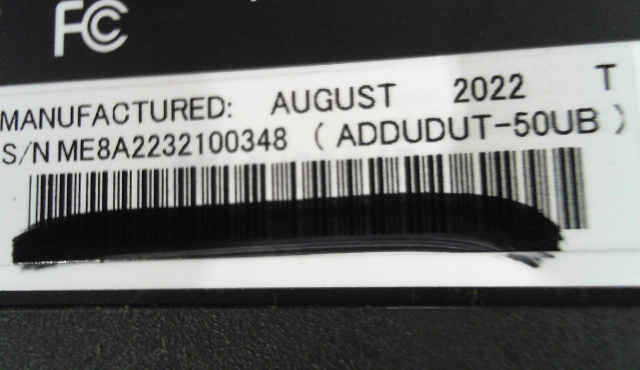 FC
MANUFACTURED: AUGUST 2022 T
S/N ME8A2232100348 ( ADDUDUT-50UB )